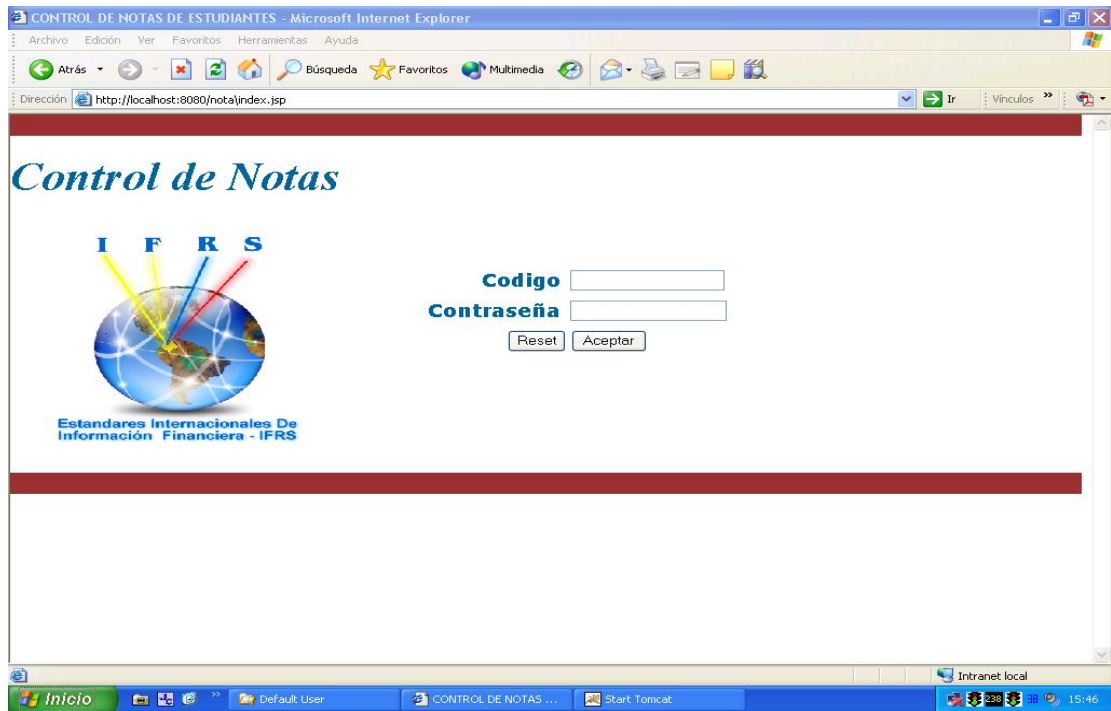 CONTROL DE NOTAS DE ESTUDIANTES - Microsoft Internet Explorer
Archivo Edición Ver Favoritos Herramientas Ayuda
Atrás Búsqueda Favoritos Multimedia
Dirección http://localhost:8080/nota\index.jsp Ir Vínculos »
Control de Notas
I F R S
Codigo
Contraseña
Reset Aceptar
Estandares Internacionales De
Información Financiera - IFRS
Intranet local
Inicio » Default User CONTROL DE NOTAS ... Start Tomcat 238 15:46